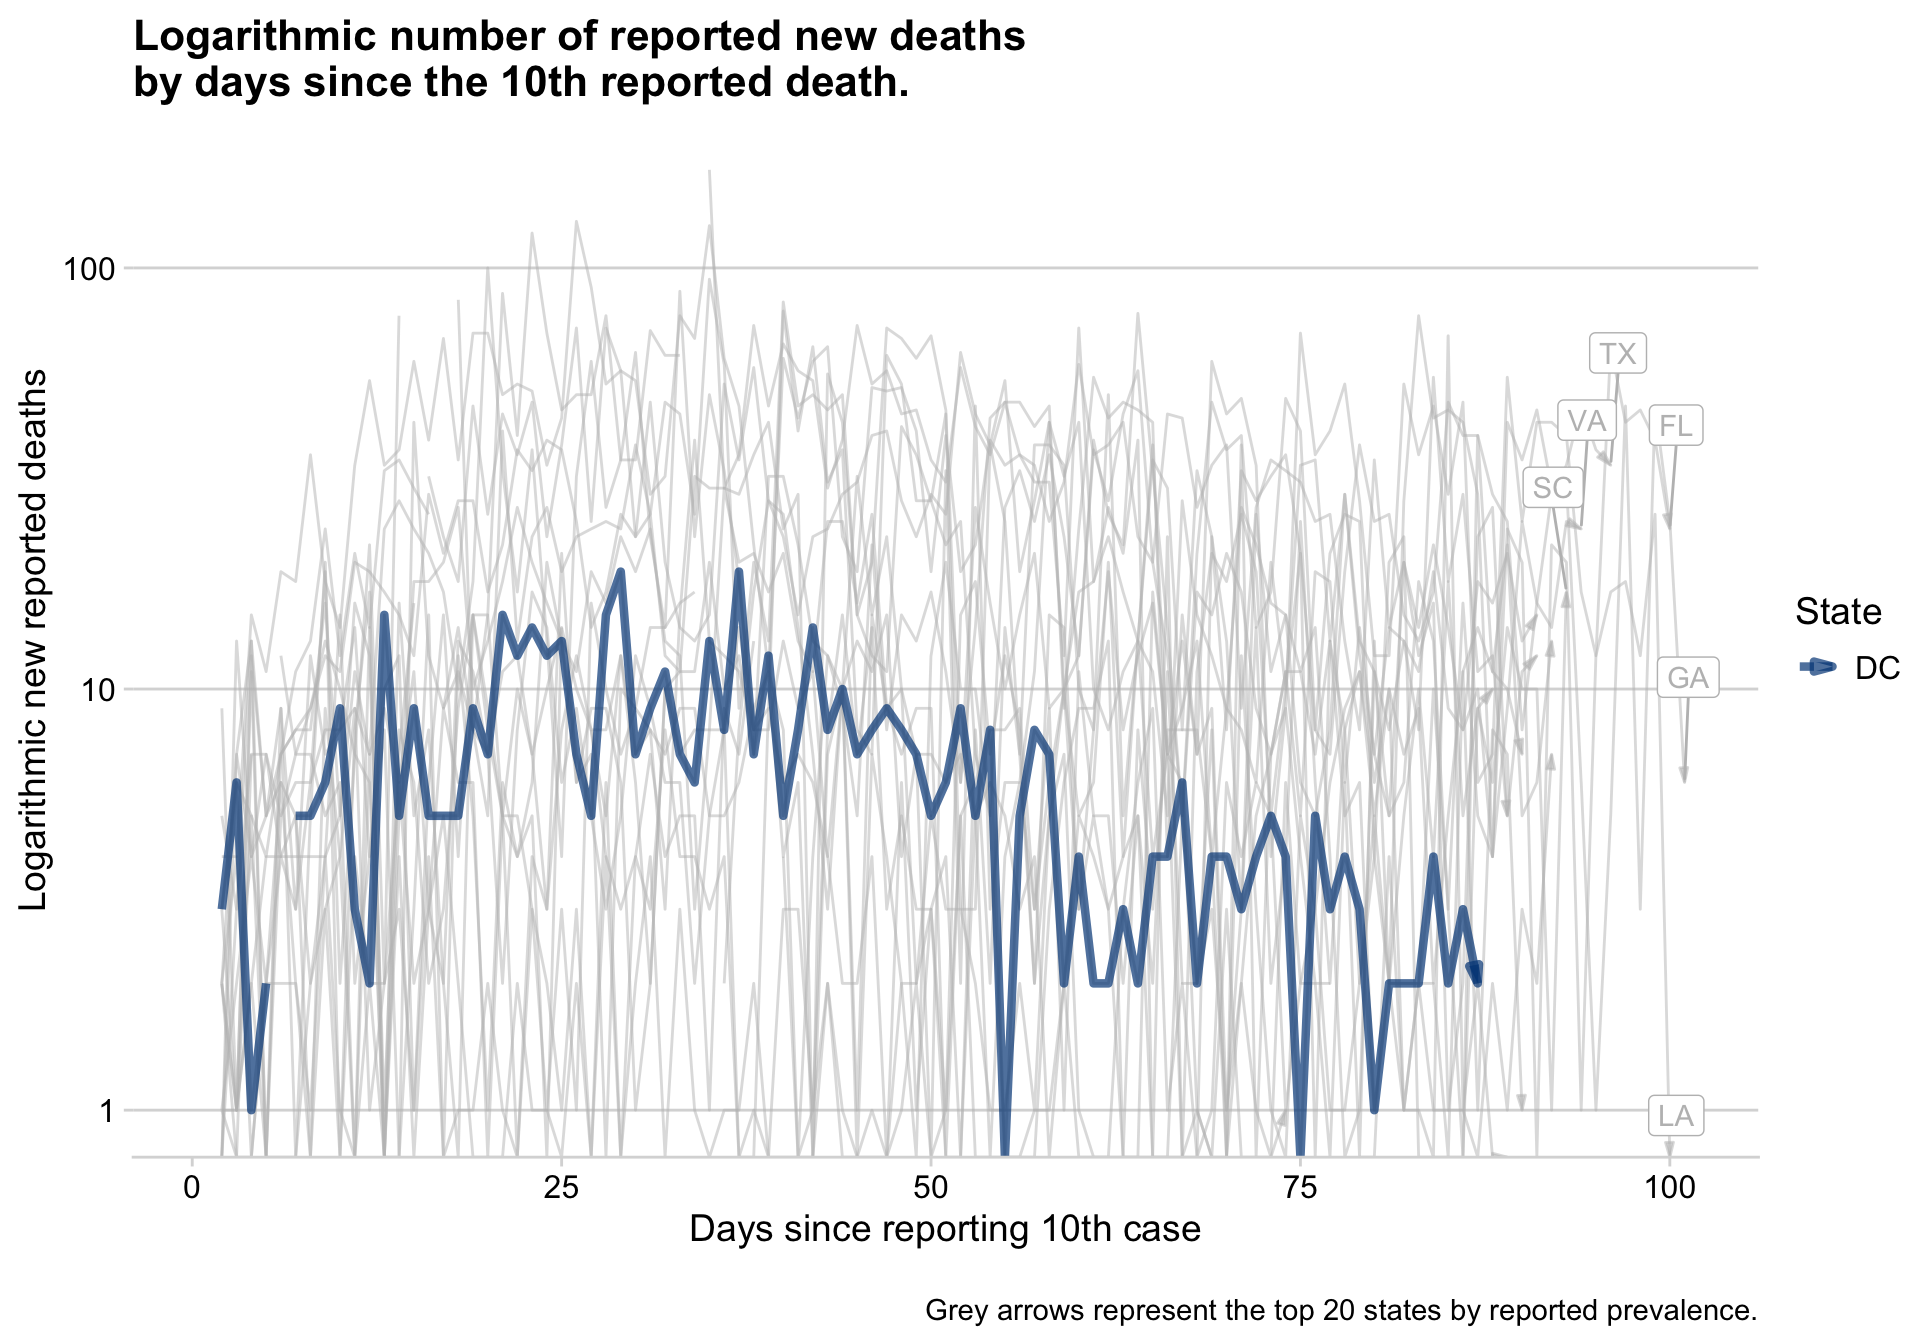 Logarithmic number of reported new deaths
by days since the 10th reported death.
Logarithmic new reported deaths
100
10
1
TX
VA
FL
SC
GA
LA
State
DC
0
25
50
75
100
Days since reporting 10th case
Grey arrows represent the top 20 states by reported prevalence.